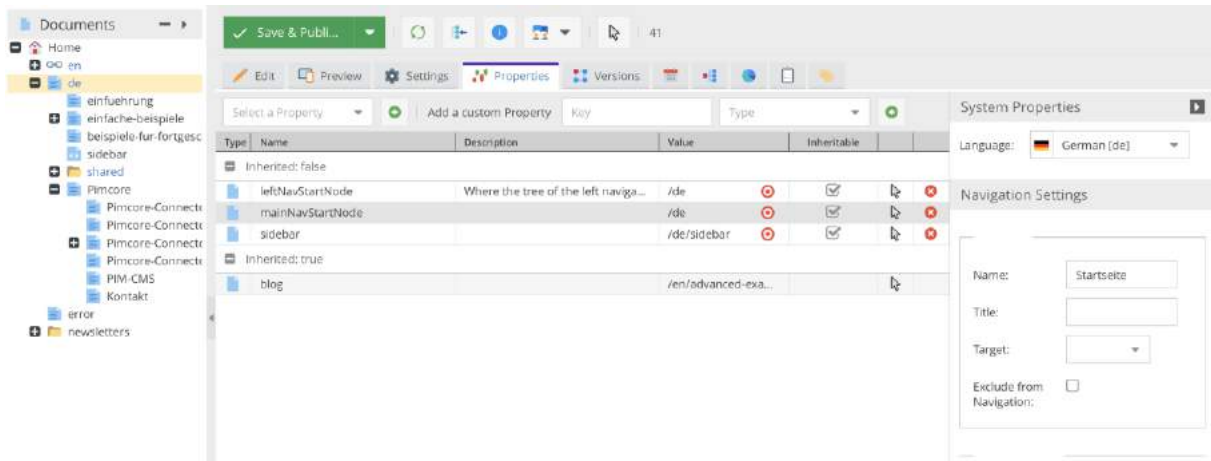 Documents
Home
en
de
einfuehrung
einfache-beispiele
beispiele-fur-fortgesc
sidebar
shared
Pimcore
Pimcore-Connecte
Pimcore-Connecte
Pimcore-Connecte
Pimcore-Connecte
PIM-CMS
Kontakt
error
newsletters
Save & Publi... 41
Edit Preview Settings Properties Versions
Select a Property Add a custom Property Key Type
Type Name Description Value Inheritable
Inherited: false
leftNavStartNode Where the tree of the left naviga... /de
mainNavStartNode /de
sidebar /de/sidebar
Inherited: true
blog /en/advanced-exa...
System Properties
Language: German [de]
Navigation Settings
Name: Startseite
Title:
Target:
Exclude from
Navigation: